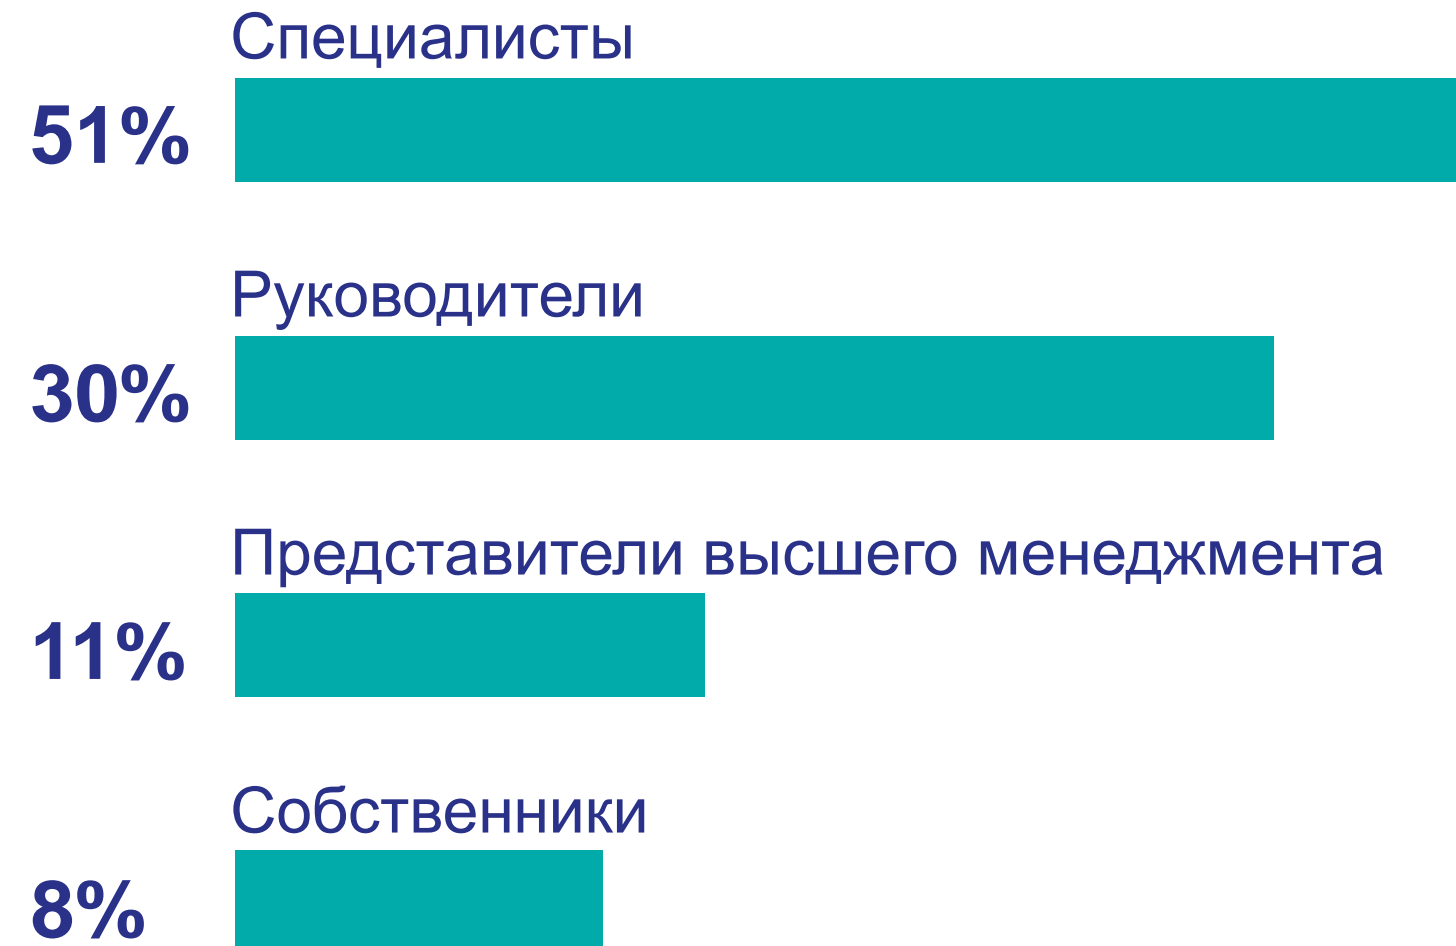 Специалисты
51%
Руководители
30%
Представители высшего менеджмента
11%
Собственники
8%